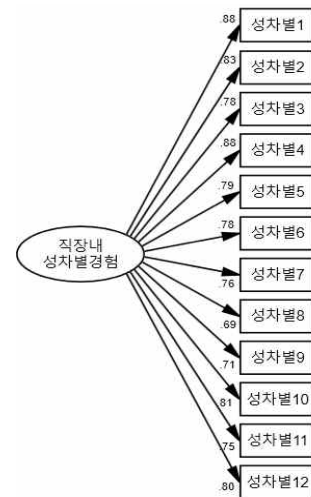 .88
성차별1
.83
성차별2
.78
성차별3
.88
성차별4
.79
성차별5
.78
성차별6
직장내
성차별경험
.76
성차별7
.69
성차별8
.71
성차별9
.81
성차별10
.75
성차별11
.80
성차별12